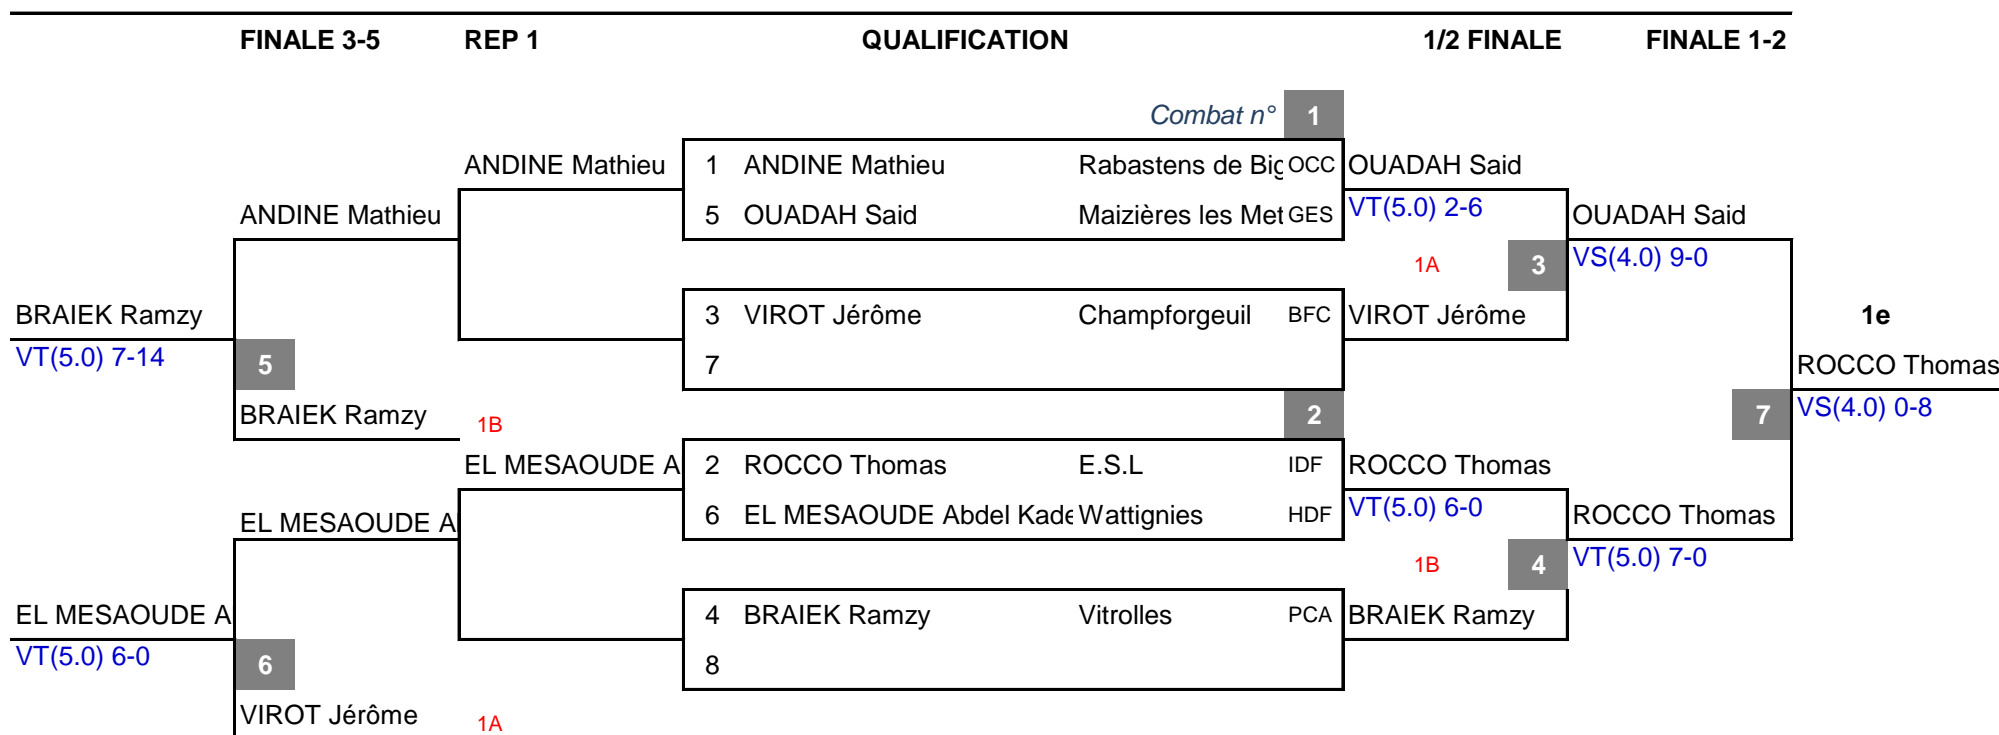 FINALE 3-5 REP 1 QUALIFICATION 1/2 FINALE FINALE 1-2
Combat n° 1
ANDINE Mathieu 1 ANDINE Mathieu Rabastens de Big OCC OUADAH Said
ANDINE Mathieu 5 OUADAH Said Maizières les Met GES VT(5.0) 2-6 OUADAH Said
1A 3 VS(4.0) 9-0
BRAIEK Ramzy 3 VIROT Jérôme Champforgeuil BFC VIROT Jérôme 1e
VT(5.0) 7-14 5 7 ROCCO Thomas
BRAIEK Ramzy 1B 2 7 VS(4.0) 0-8
EL MESAOUDE A 2 ROCCO Thomas E.S.L IDF ROCCO Thomas
EL MESAOUDE A 6 EL MESAOUDE Abdel Kade Wattignies HDF VT(5.0) 6-0 ROCCO Thomas
1B 4 VT(5.0) 7-0
EL MESAOUDE A 4 BRAIEK Ramzy Vitrolles PCA BRAIEK Ramzy
VT(5.0) 6-0 6 8
VIROT Jérôme 1A